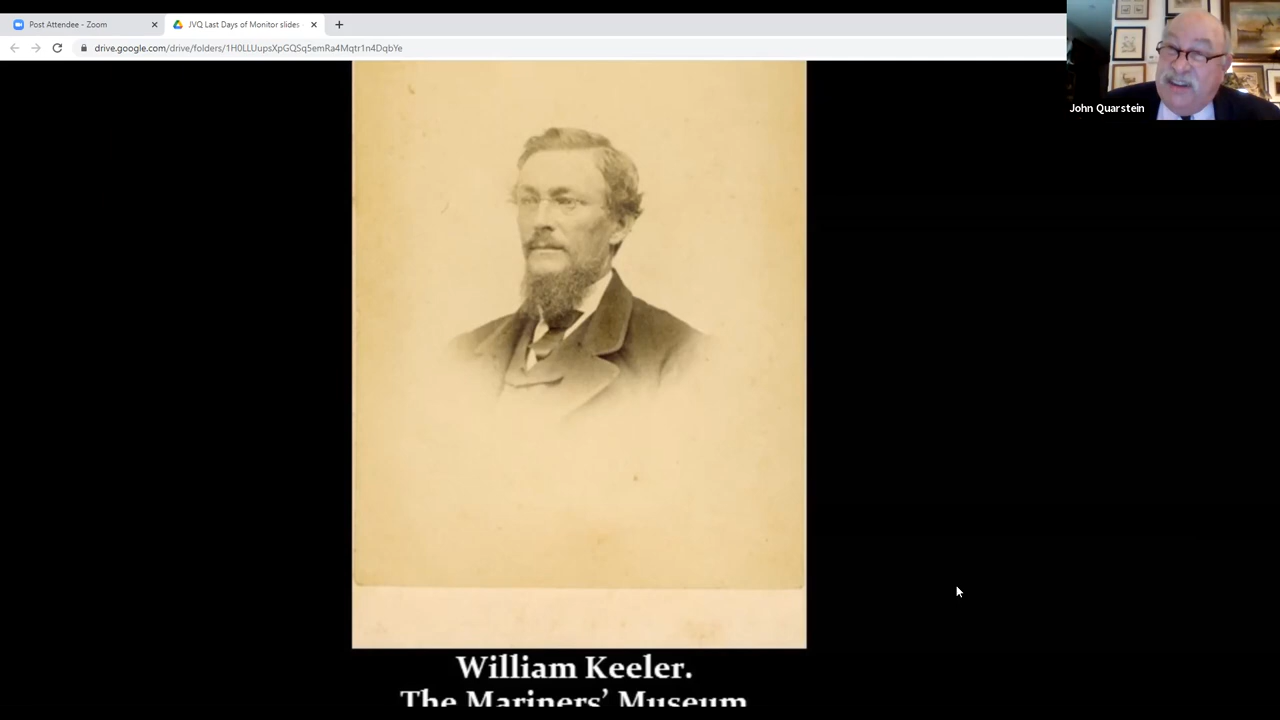 Post Attendee - Zoom
JVQ Last Days of Monitor slides
drive.google.com/drive/folders/1H0LLUupsXpGQSq5emRa4Mqtr1n4DqbYe
John Quarstein
William Keeler.
The Mariners’ Museum